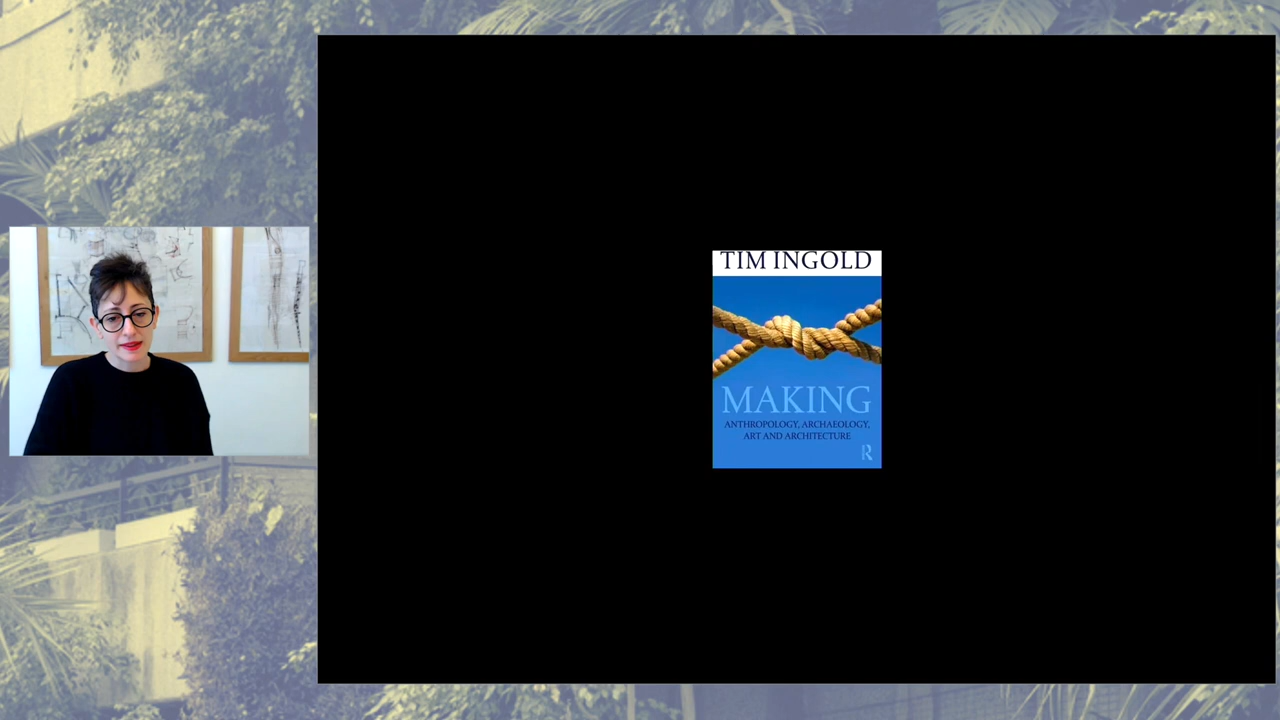 TIM INGOLD
MAKING
ANTHROPOLOGY, ARCHAEOLOGY,
ART AND ARCHITECTURE
R